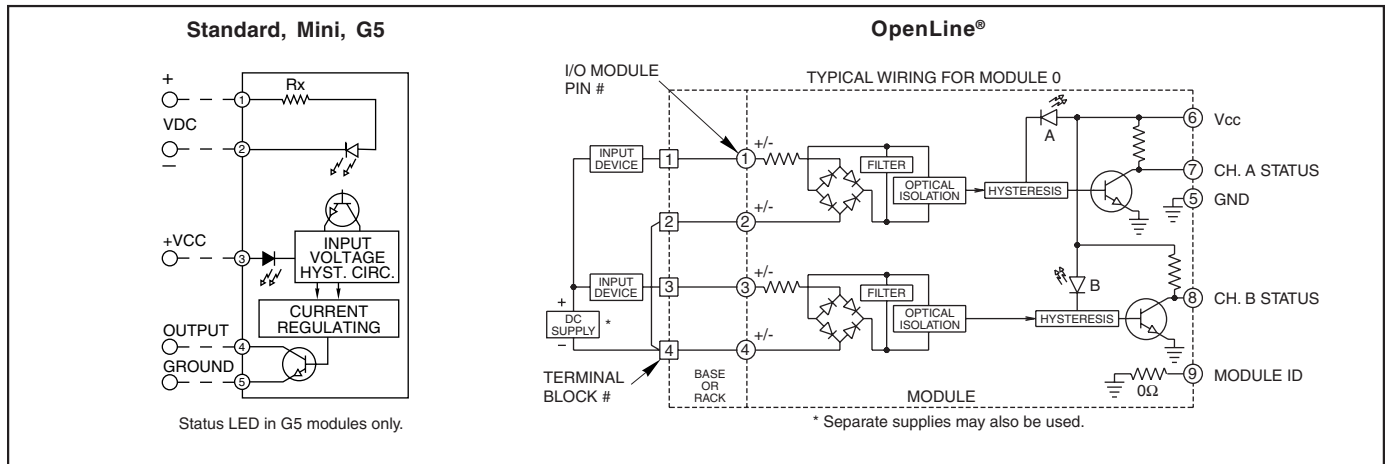 Standard, Mini, G5
+
Rx
1
VDC
2
–
+VCC
3
INPUT
VOLTAGE
HYST. CIRC.
CURRENT
REGULATING
OUTPUT
4
GROUND
5
Status LED in G5 modules only.
OpenLine®
I/O MODULE
PIN #
TYPICAL WIRING FOR MODULE 0
INPUT
DEVICE
1
1
+/-
FILTER
OPTICAL
ISOLATION
HYSTERESIS
A
6
Vcc
7
CH. A STATUS
5
GND
2
2
+/-
INPUT
DEVICE
3
3
+/-
FILTER
OPTICAL
ISOLATION
HYSTERESIS
B
8
CH. B STATUS
+
DC
SUPPLY
*
–
4
4
+/-
TERMINAL
BLOCK #
BASE
OR
RACK
MODULE
0Ω
9
MODULE ID
* Separate supplies may also be used.